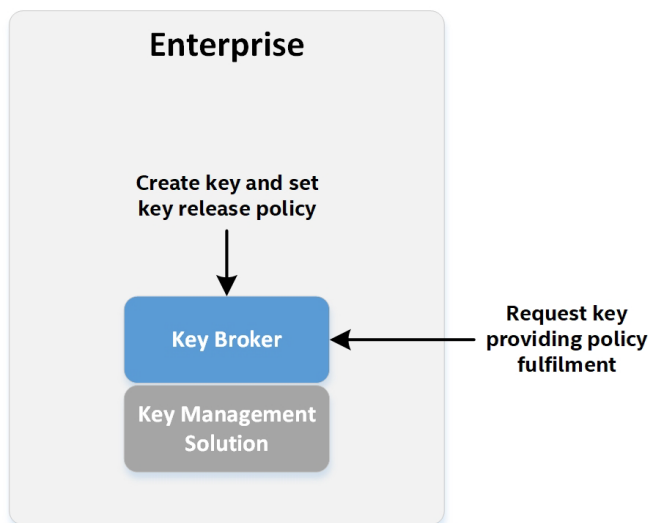 Enterprise
Create key and set
key release policy
Key Broker
Request key
providing policy
fulfilment
Key Management
Solution